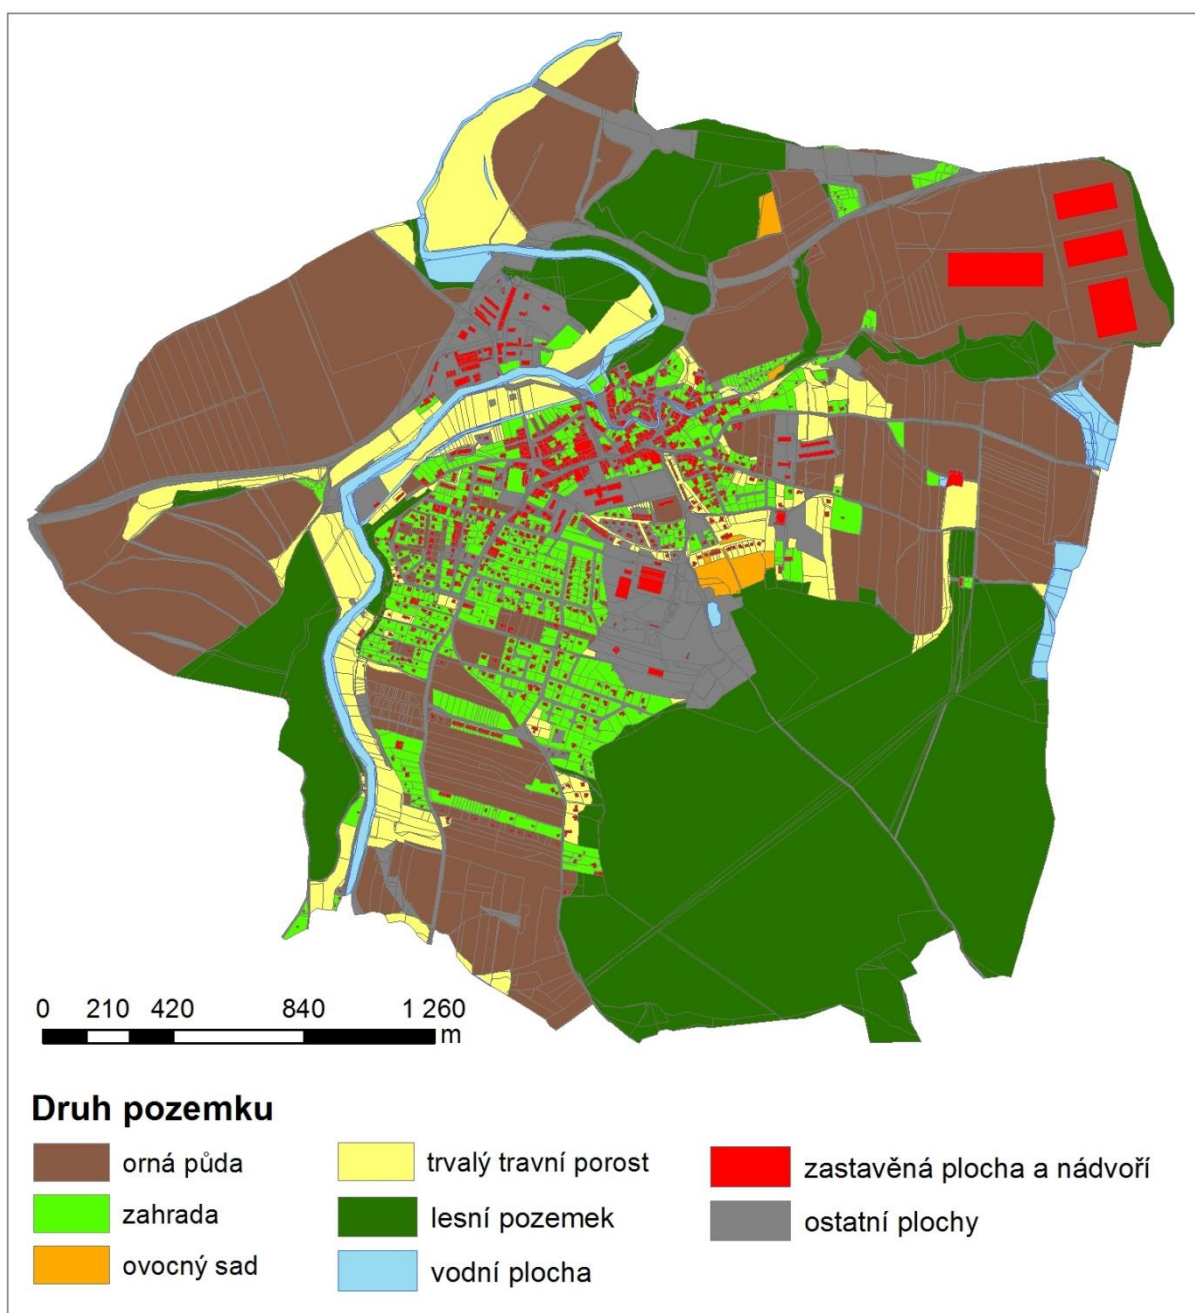 0 210 420 840 1 260
m
Druh pozemku
orná půda
zahrada
ovocný sad
trvalý travní porost
lesní pozemek
vodní plocha
zastavěná plocha a nádvoří
ostatní plochy